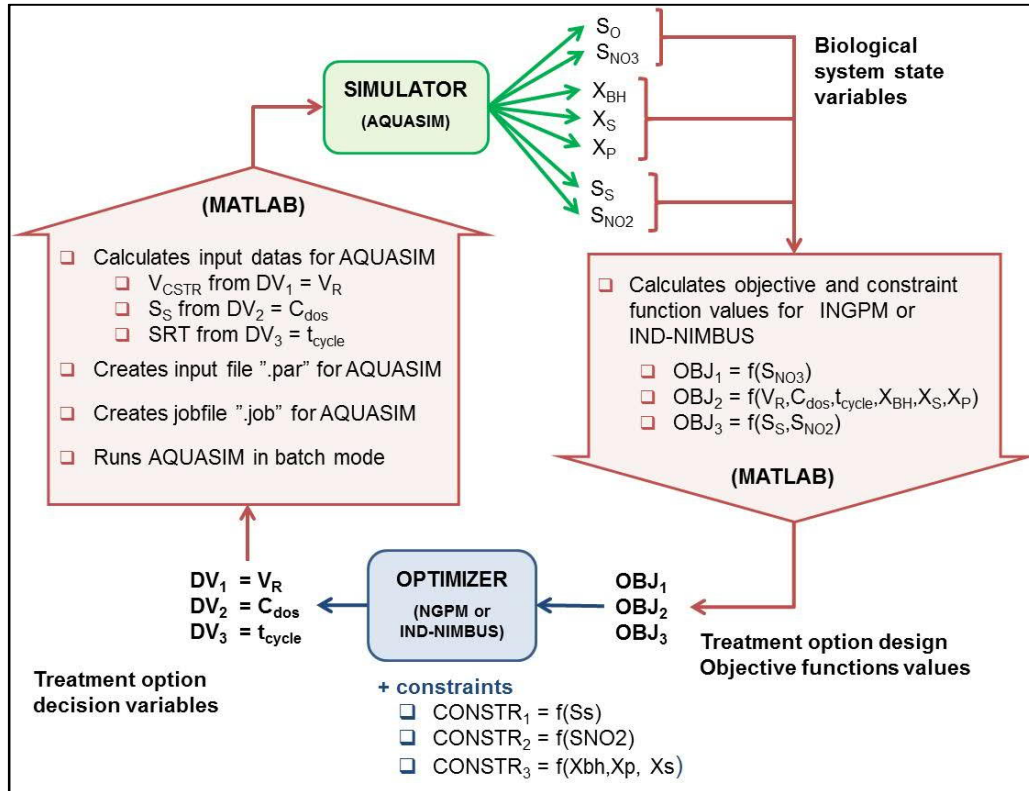 SIMULATOR
(AQUASIM)
S_O
S_NO3
X_BH
X_S
X_P
S_S
S_NO2
Biological
system state
variables
(MATLAB)
❑ Calculates input datas for AQUASIM
❑ V_CSTR from DV_1 = V_R
❑ S_S from DV_2 = C_dos
❑ SRT from DV_3 = t_cycle
❑ Creates input file ”.par” for AQUASIM
❑ Creates jobfile ”.job” for AQUASIM
❑ Runs AQUASIM in batch mode
❑ Calculates objective and constraint
function values for INGPM or
IND-NIMBUS
❑ OBJ_1 = f(S_NO3)
❑ OBJ_2 = f(V_R,C_dos,t_cycle,X_BH,X_S,X_P)
❑ OBJ_3 = f(S_S,S_NO2)
(MATLAB)
DV_1 = V_R
DV_2 = C_dos
DV_3 = t_cycle
Treatment option
decision variables
OPTIMIZER
(NGPM or
IND-NIMBUS)
OBJ_1
OBJ_2
OBJ_3
Treatment option design
Objective functions values
+ constraints
❑ CONSTR_1 = f(Ss)
❑ CONSTR_2 = f(SNO2)
❑ CONSTR_3 = f(Xbh,Xp, Xs)